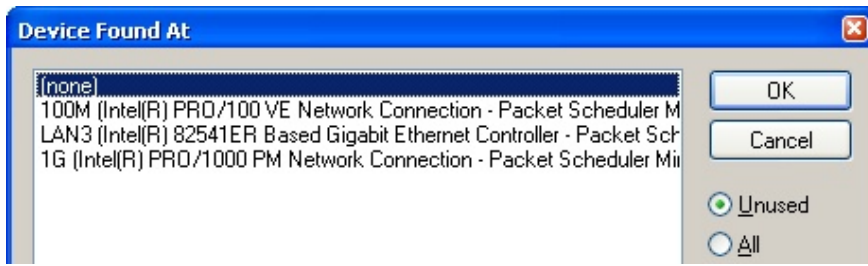 Device Found At
(none)
100M (Intel(R) PRO/100 VE Network Connection - Packet Scheduler M
LAN3 (Intel(R) 82541ER Based Gigabit Ethernet Controller - Packet Sch
1G (Intel(R) PRO/1000 PM Network Connection - Packet Scheduler Mi
OK
Cancel
Unused
All